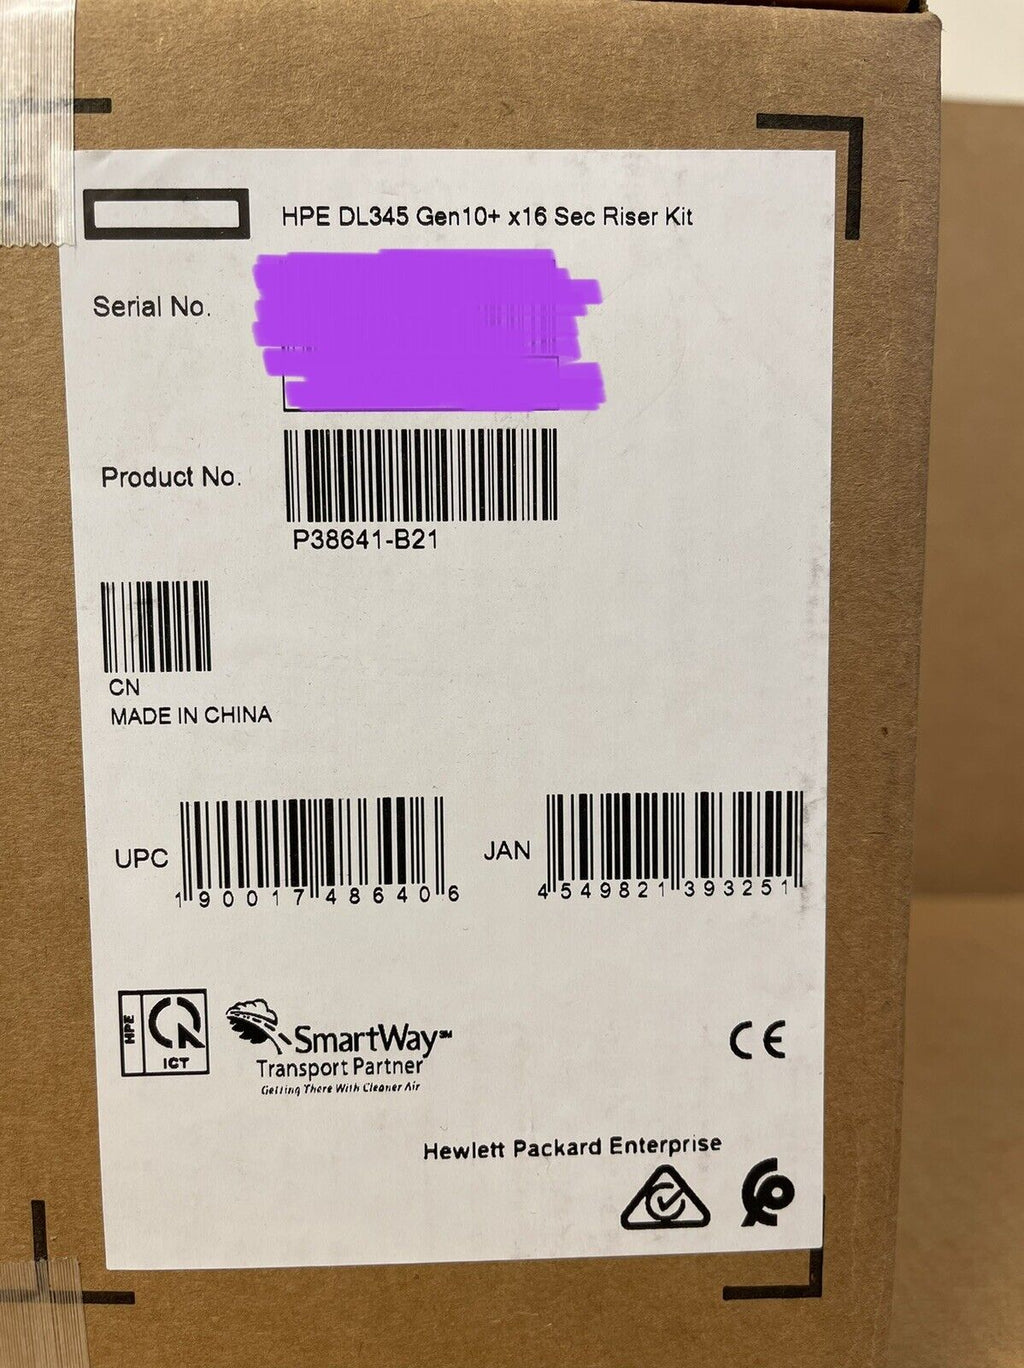 HPE DL345 Gen10+ x16 Sec Riser Kit
Serial No.
Product No.
P38641-B21
CN
MADE IN CHINA
UPC
1 90017 48640 6
JAN
4 549821 393251
HPE
ICT
SmartWay℠
Transport Partner
Getting There With Cleaner Air
CE
Hewlett Packard Enterprise